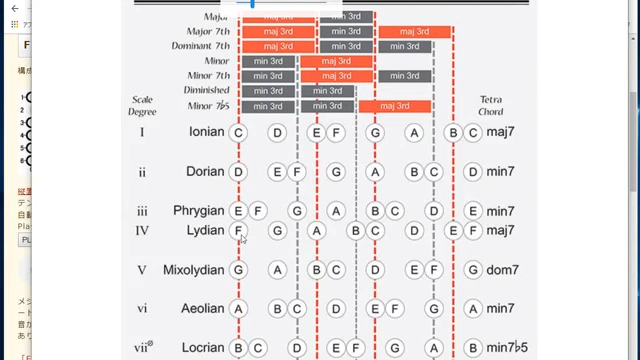 Major maj 3rd min 3rd
Major 7th maj 3rd min 3rd maj 3rd
Dominant 7th maj 3rd min 3rd min 3rd
Minor min 3rd maj 3rd
Minor 7th min 3rd maj 3rd min 3rd
Diminished min 3rd min 3rd
Minor 7♭5 min 3rd min 3rd maj 3rd
Scale Degree
Tetra Chord
I Ionian C D E F G A B C maj7
ii Dorian D E F G A B C D min7
iii Phrygian E F G A B C D E min7
IV Lydian F G A B C D E F maj7
V Mixolydian G A B C D E F G dom7
vi Aeolian A B C D E F G A min7
viiø Locrian B C D E F G A B min7♭5